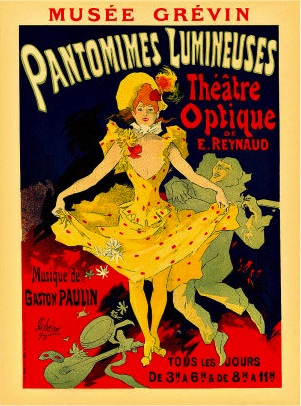 MUSÉE GRÉVIN
PANTOMIMES LUMINEUSES
Théâtre
Optique
DE
E. REYNAUD
Musique de
GASTON PAULIN
TOUS LES JOURS
DE 3H À 6H & DE 8H À 11H